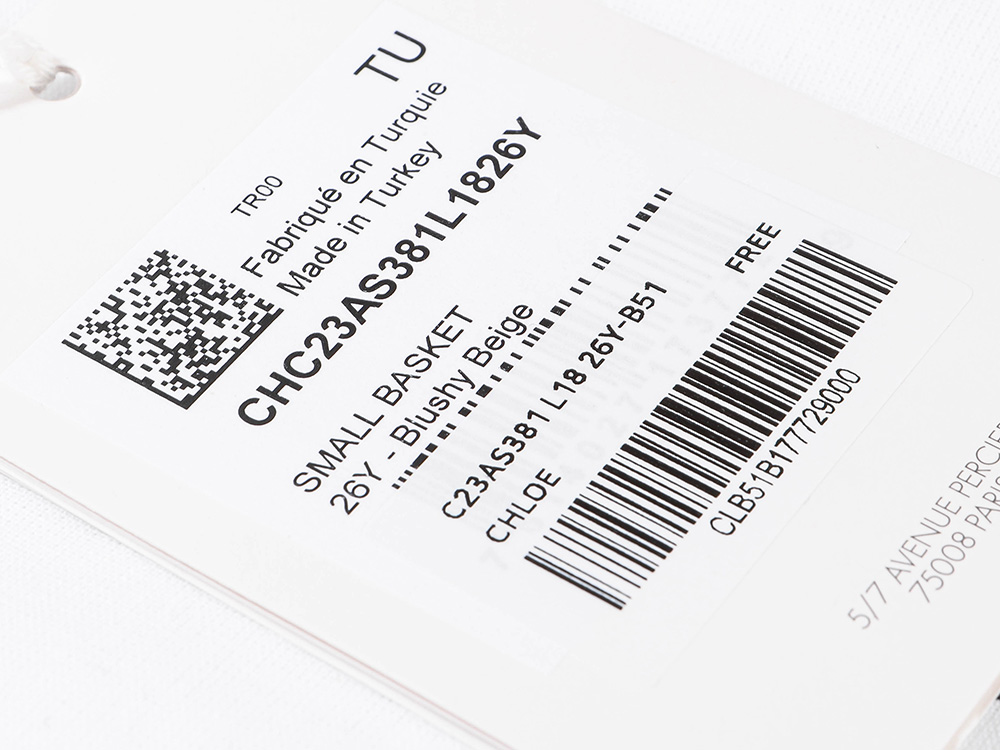 TU
TR00
Fabriqué en Turquie
Made in Turkey
CHC23AS381L1826Y
SMALL BASKET
26Y - Blushy Beige
C23AS381 L 18 26Y-B51
CHLOE
FREE
CLB51B177729000
5/7 AVENUE PERCIER
75008 PARIS